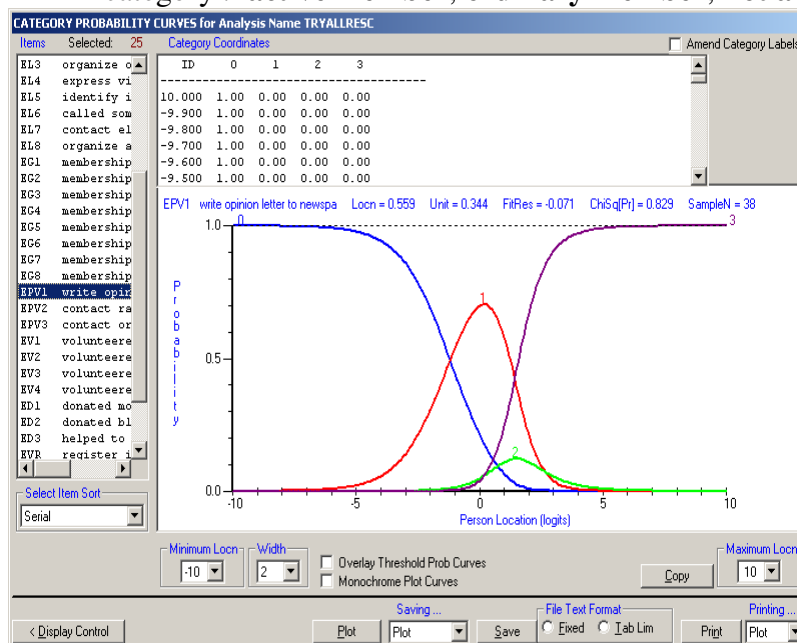 CATEGORY PROBABILITY CURVES for Analysis Name TRYALLRESC
Items Selected: 25 Category Coordinates Amend Category Labels
EL3 organize o
EL4 express vi
EL5 identify i
EL6 called som
EL7 contact el
EL8 organize a
EG1 membership
EG2 membership
EG3 membership
EG4 membership
EG5 membership
EG6 membership
EG7 membership
EG8 membership
EPV1 write opin
EPV2 contact ra
EPV3 contact or
EV1 volunteere
EV2 volunteere
EV3 volunteere
EV4 volunteere
ED1 donated mo
ED2 donated bl
ED3 helped to
EVR register i
ID 0 1 2 3
10.000 1.00 0.00 0.00 0.00
-9.900 1.00 0.00 0.00 0.00
-9.800 1.00 0.00 0.00 0.00
-9.700 1.00 0.00 0.00 0.00
-9.600 1.00 0.00 0.00 0.00
-9.500 1.00 0.00 0.00 0.00
EPV1 write opinion letter to newspa Locn = 0.559 Unit = 0.344 FitRes = -0.071 ChiSq[Pr] = 0.829 SampleN = 38
1.0
0
3
1
2
Probability
0.5
0.0
-10 -5 0 5 10
Person Location (logits)
Select Item Sort
Serial
Minimum Locn Width Maximum Locn
-10 2 10
Overlay Threshold Prob Curves
Monochrome Plot Curves
Copy
Saving ... File Text Format Printing ...
< Display Control Plot Plot Save Fixed Tab Lim Print Plot